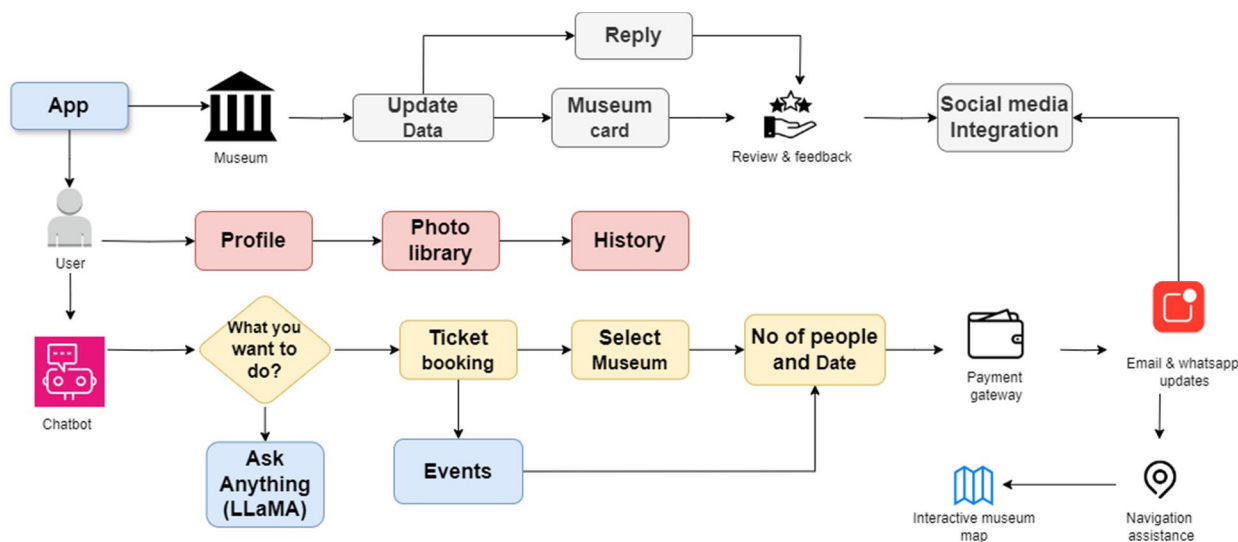 Reply
App
Update
Data
Museum
card
Social media
Integration
Museum
Review & feedback
Profile
Photo
library
History
User
What you
want to
do?
Ticket
booking
Select
Museum
No of people
and Date
Payment
gateway
Email & whatsapp
updates
Chatbot
Ask
Anything
(LLaMA)
Events
Interactive museum
map
Navigation
assistance